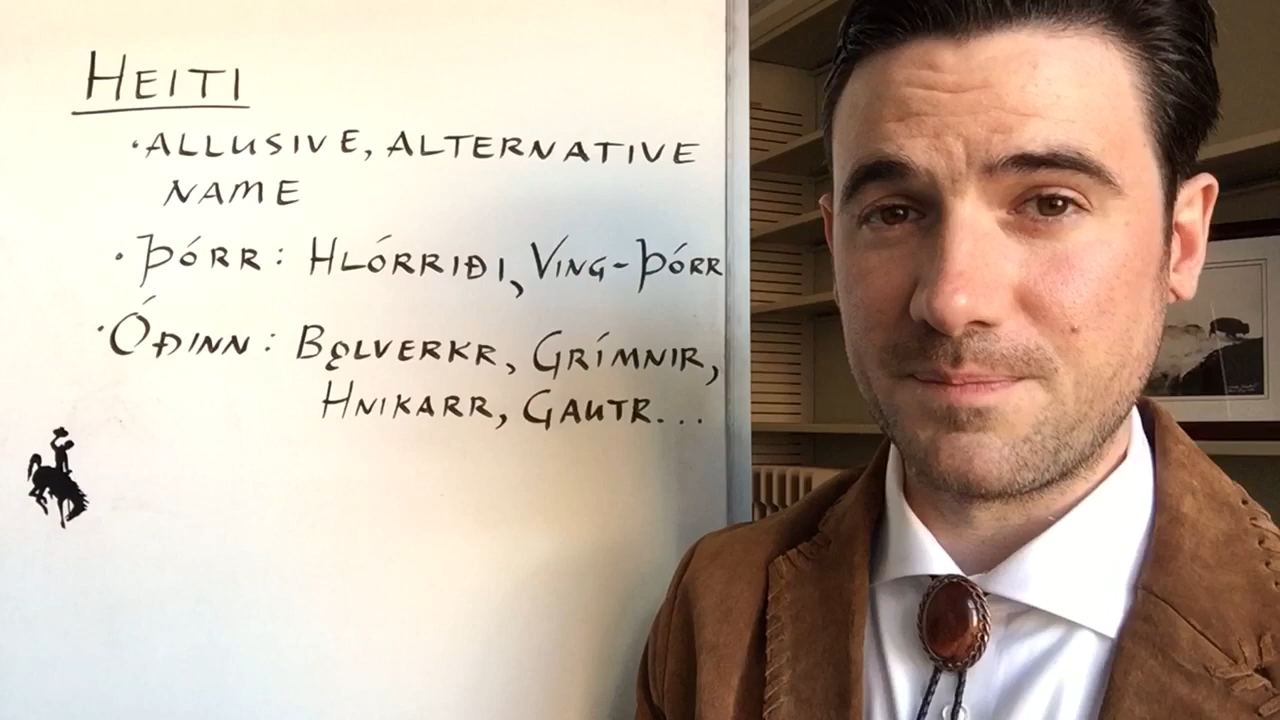 HEITI
· ALLUSIVE, ALTERNATIVE
NAME
· ÞÓRR: HLÓRRIÐI, VING-ÞÓRR
· ÓÐINN: BǪLVERKR, GRÍMNIR,
HNIKARR, GAUTR...